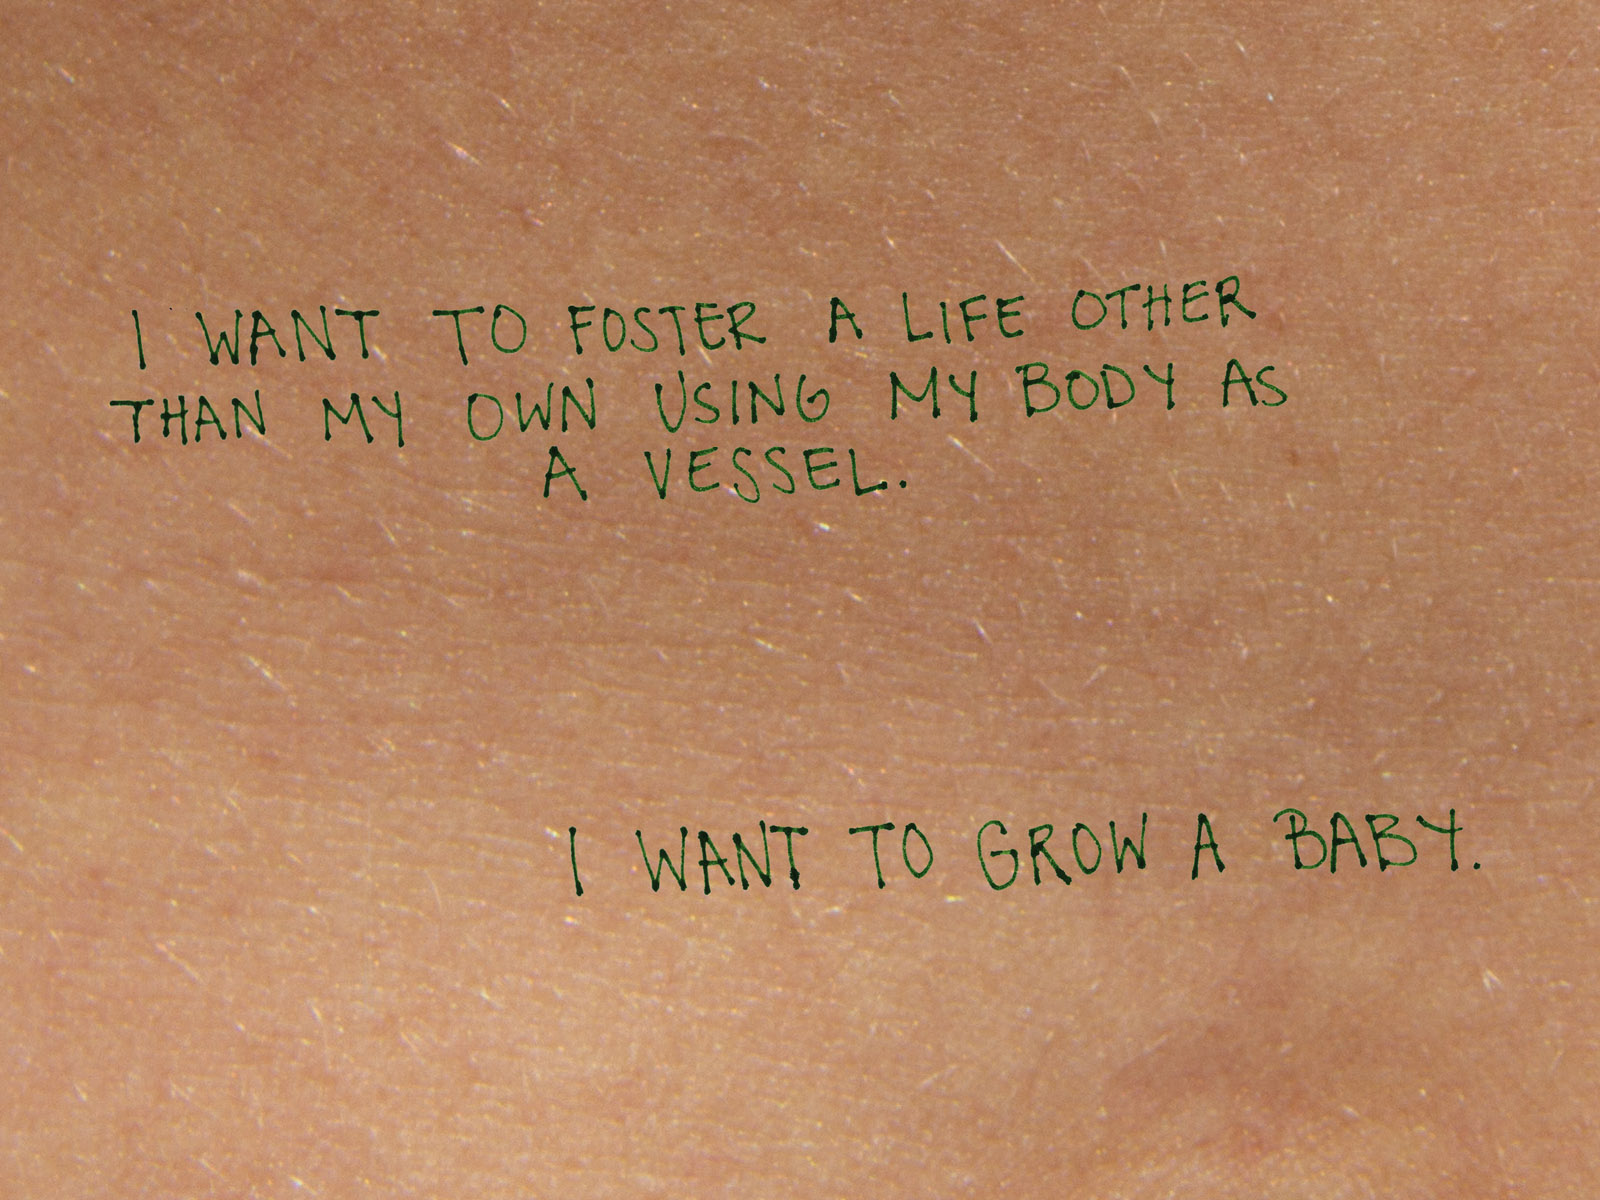 I WANT TO FOSTER A LIFE OTHER
THAN MY OWN USING MY BODY AS
A VESSEL.
I WANT TO GROW A BABY.